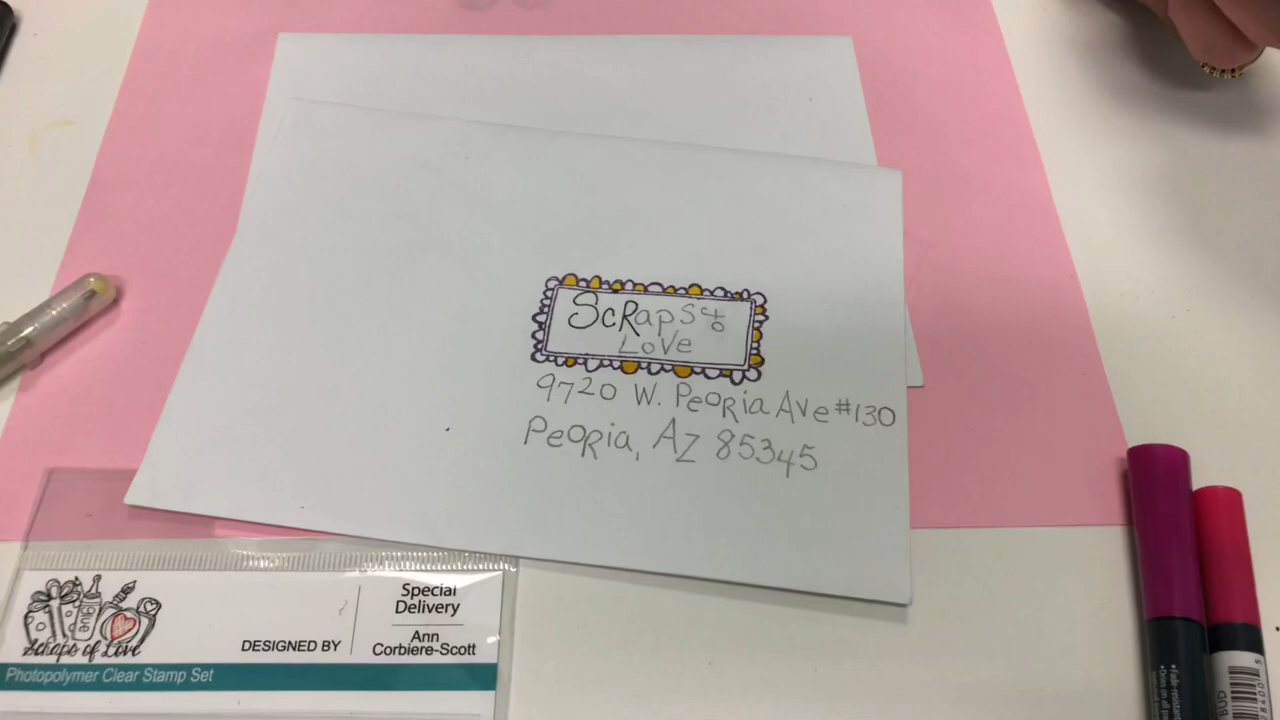 ScRaps of
LoVe
9720 W. PeoRia Ave #130
PeoRia, AZ 85345
Glue
Scraps of Love
DESIGNED BY
Special
Delivery
Ann
Corbiere-Scott
Photopolymer Clear Stamp Set